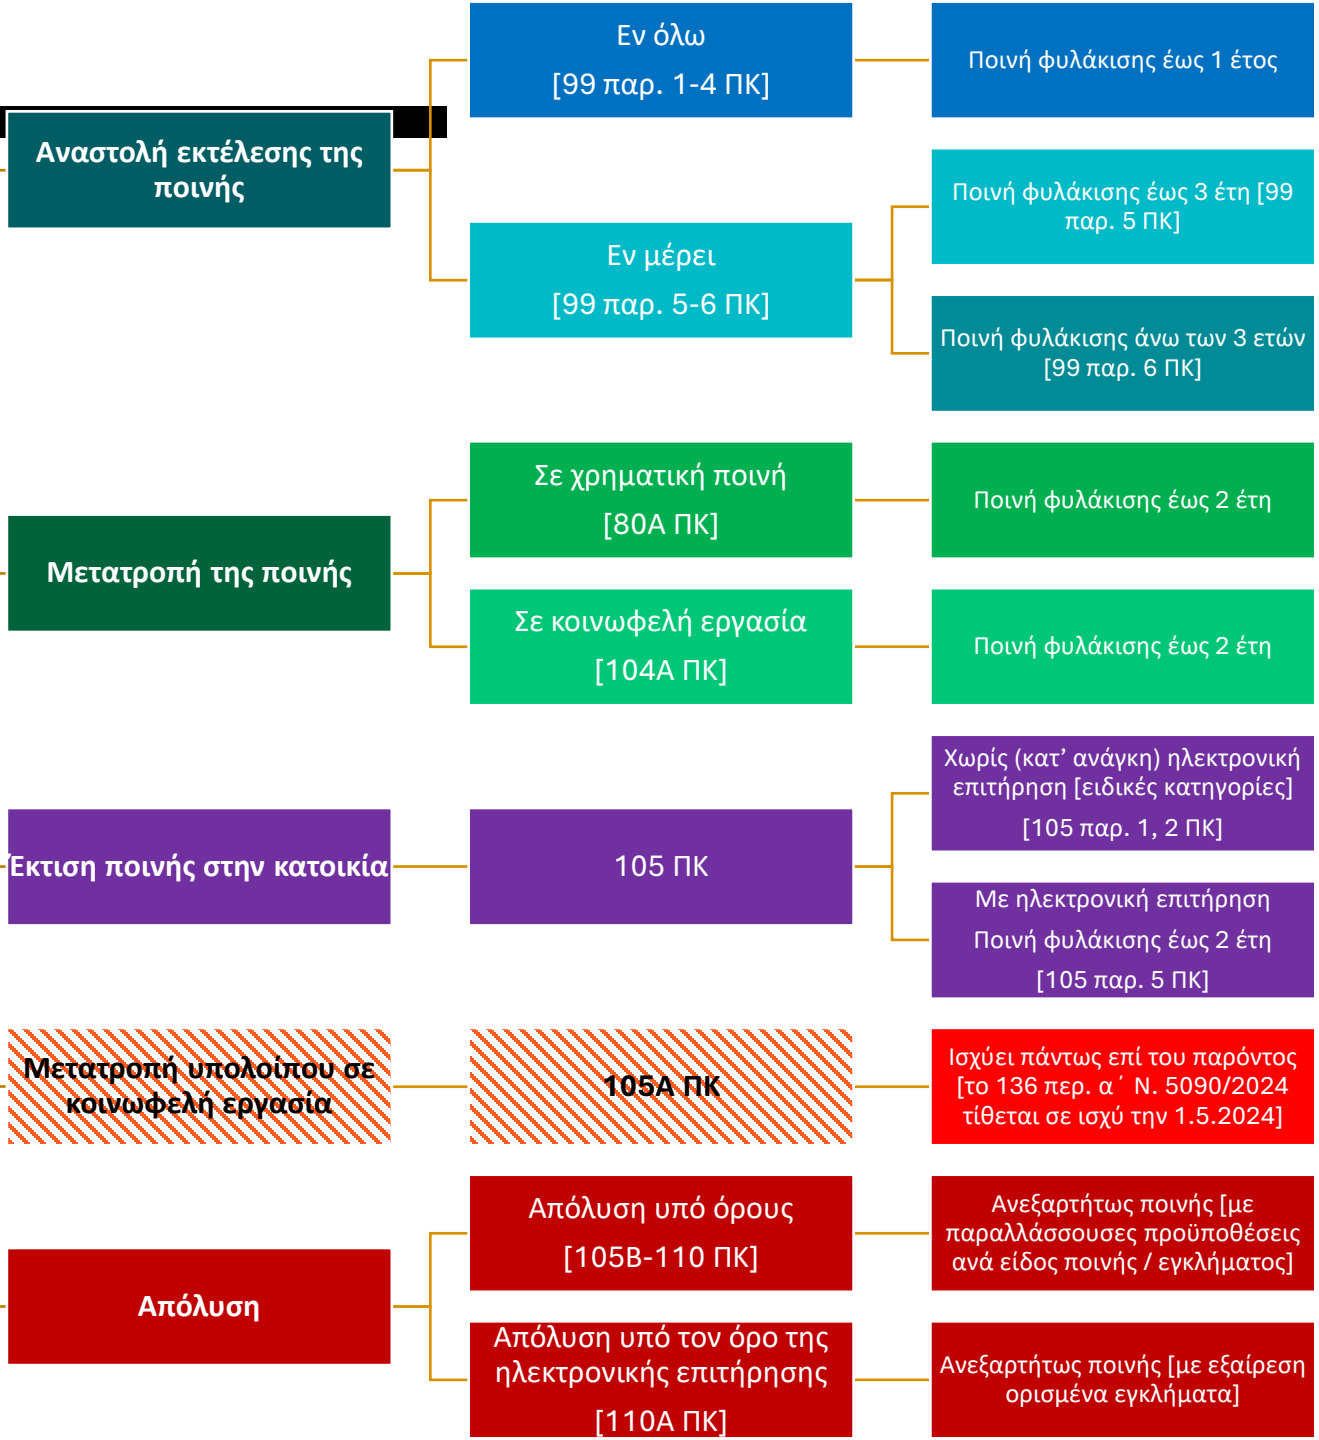 Εν όλω
[99 παρ. 1-4 ΠΚ]
Ποινή φυλάκισης έως 1 έτος
Αναστολή εκτέλεσης της
ποινής
Ποινή φυλάκισης έως 3 έτη [99
παρ. 5 ΠΚ]
Εν μέρει
[99 παρ. 5-6 ΠΚ]
Ποινή φυλάκισης άνω των 3 ετών
[99 παρ. 6 ΠΚ]
Σε χρηματική ποινή
[80Α ΠΚ]
Ποινή φυλάκισης έως 2 έτη
Μετατροπή της ποινής
Σε κοινωφελή εργασία
[104Α ΠΚ]
Ποινή φυλάκισης έως 2 έτη
Χωρίς (κατ’ ανάγκη) ηλεκτρονική
επιτήρηση [ειδικές κατηγορίες]
[105 παρ. 1, 2 ΠΚ]
Έκτιση ποινής στην κατοικία
105 ΠΚ
Με ηλεκτρονική επιτήρηση
Ποινή φυλάκισης έως 2 έτη
[105 παρ. 5 ΠΚ]
Μετατροπή υπολοίπου σε
κοινωφελή εργασία
105Α ΠΚ
Ισχύει πάντως επί του παρόντος
[το 136 περ. α΄ Ν. 5090/2024
τίθεται σε ισχύ την 1.5.2024]
Απόλυση υπό όρους
[105Β-110 ΠΚ]
Ανεξαρτήτως ποινής [με
παραλλάσσουσες προϋποθέσεις
ανά είδος ποινής / εγκλήματος]
Απόλυση
Απόλυση υπό τον όρο της
ηλεκτρονικής επιτήρησης
[110Α ΠΚ]
Ανεξαρτήτως ποινής [με εξαίρεση
ορισμένα εγκλήματα]